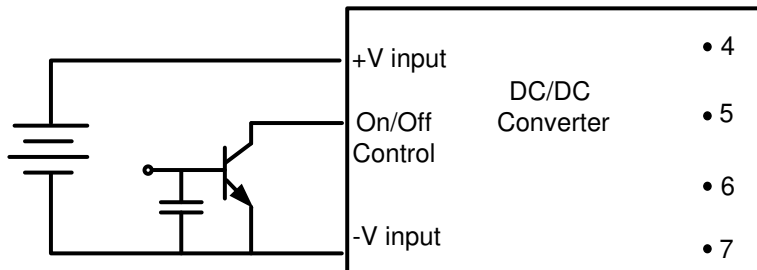 +V input
On/Off
Control
-V input
DC/DC
Converter
4
5
6
7